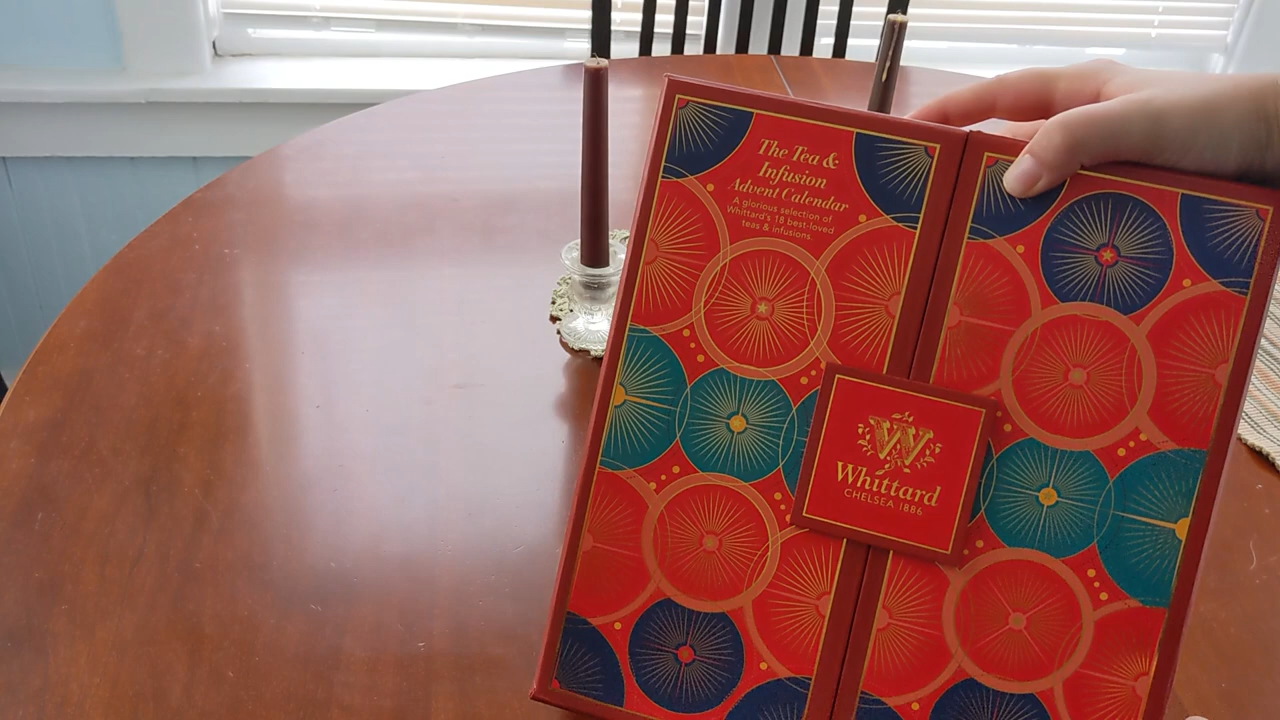 The Tea &
Infusion
Advent Calendar
A glorious selection of
Whittard's 18 best-loved
teas & infusions.
W
Whittard
CHELSEA 1886